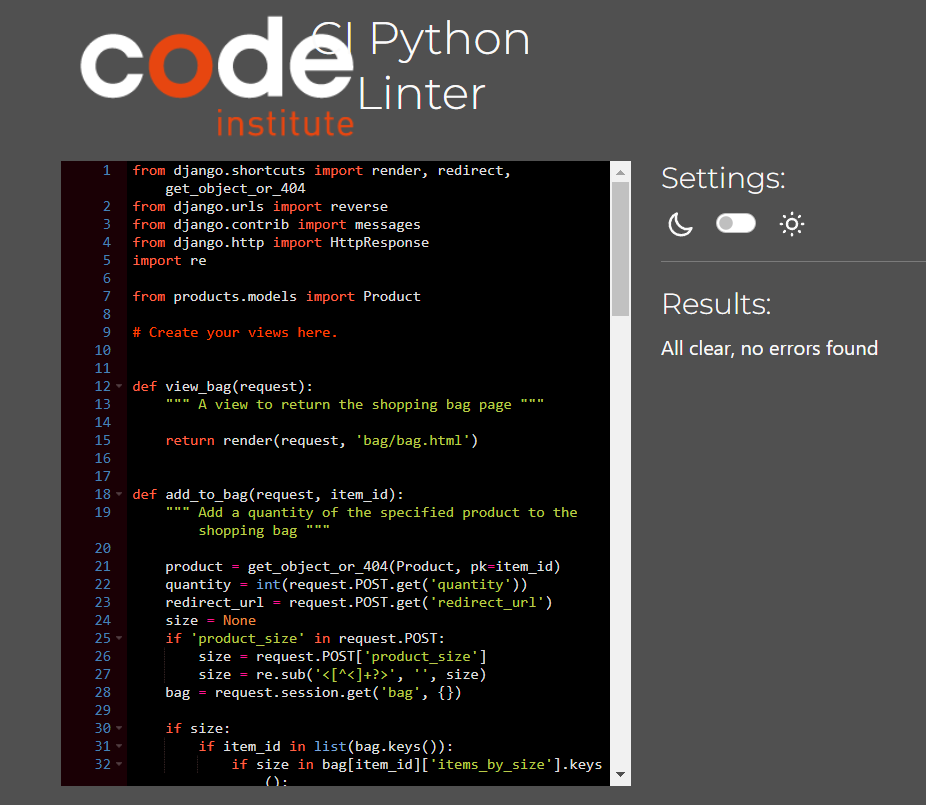 code
institute
CI Python
Linter
1 from django.shortcuts import render, redirect,
get_object_or_404
2 from django.urls import reverse
3 from django.contrib import messages
4 from django.http import HttpResponse
5 import re
6
7 from products.models import Product
8
9 # Create your views here.
10
11
12 def view_bag(request):
13     """ A view to return the shopping bag page """
14
15     return render(request, 'bag/bag.html')
16
17
18 def add_to_bag(request, item_id):
19     """ Add a quantity of the specified product to the
shopping bag """
20
21     product = get_object_or_404(Product, pk=item_id)
22     quantity = int(request.POST.get('quantity'))
23     redirect_url = request.POST.get('redirect_url')
24     size = None
25     if 'product_size' in request.POST:
26         size = request.POST['product_size']
27         size = re.sub('<[^<]+?>', '', size)
28     bag = request.session.get('bag', {})
29
30     if size:
31         if item_id in list(bag.keys()):
32             if size in bag[item_id]['items_by_size'].keys
():
Settings:
Results:
All clear, no errors found